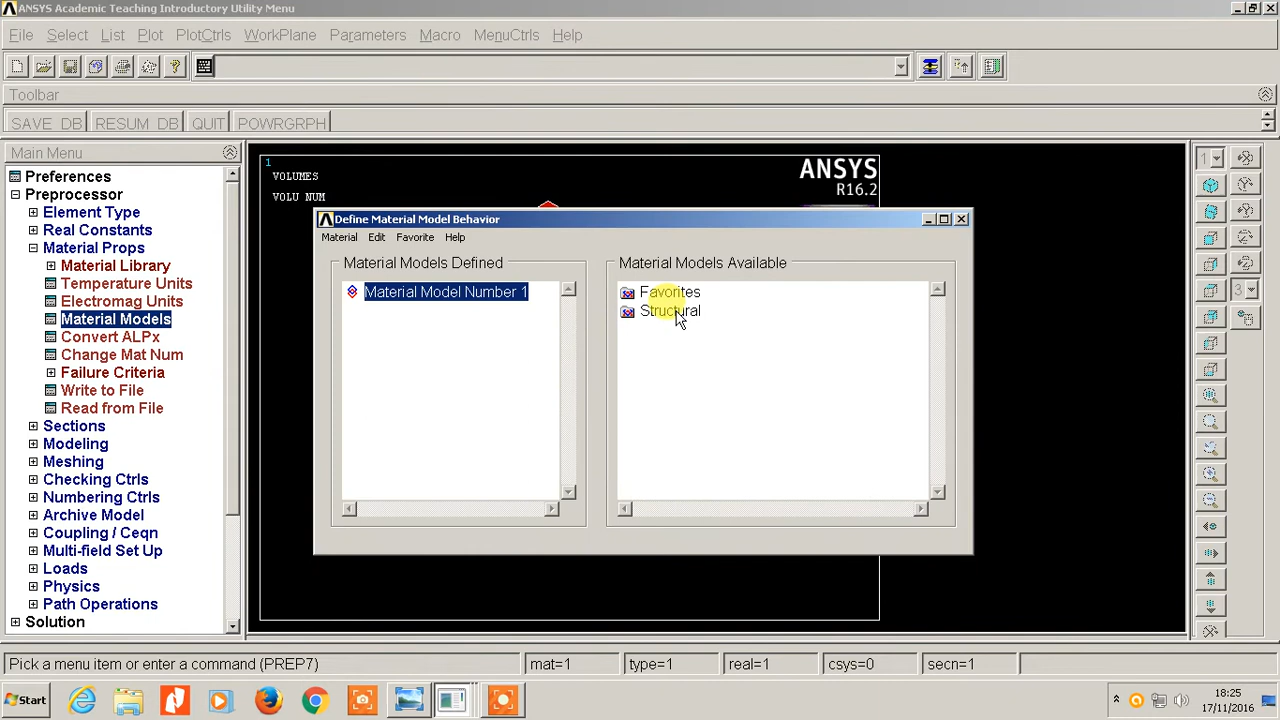 ANSYS Academic Teaching Introductory Utility Menu
File Select List Plot PlotCtrls WorkPlane Parameters Macro MenuCtrls Help
Toolbar
SAVE_DB RESUM_DB QUIT POWRGRPH
Main Menu
Preferences
Preprocessor
Element Type
Real Constants
Material Props
Material Library
Temperature Units
Electromag Units
Material Models
Convert ALPx
Change Mat Num
Failure Criteria
Write to File
Read from File
Sections
Modeling
Meshing
Checking Ctrls
Numbering Ctrls
Archive Model
Coupling / Ceqn
Multi-field Set Up
Loads
Physics
Path Operations
Solution
1
VOLUMES
VOLU NUM
ANSYS
R16.2
Define Material Model Behavior
Material Edit Favorite Help
Material Models Defined
Material Model Number 1
Material Models Available
Favorites
Structural
1
3
Pick a menu item or enter a command (PREP7)
mat=1 type=1 real=1 csys=0 secn=1
Start
18:25
17/11/2016